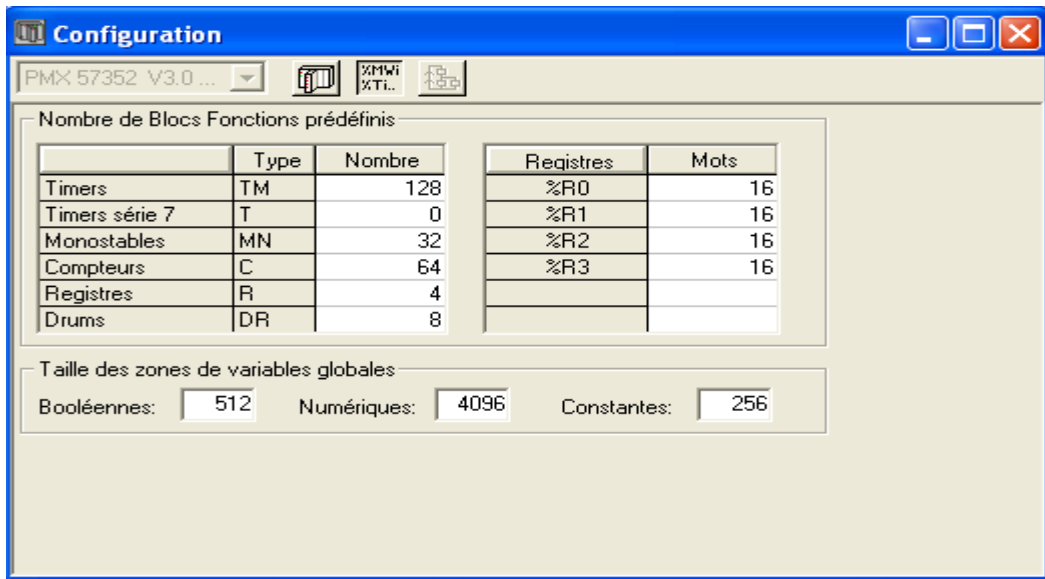 Configuration
PMX 57352 V3.0 ...
%MWi
%Ti..
Nombre de Blocs Fonctions prédéfinis
Type Nombre Registres Mots
Timers TM 128 %R0 16
Timers série 7 T 0 %R1 16
Monostables MN 32 %R2 16
Compteurs C 64 %R3 16
Registres R 4
Drums DR 8
Taille des zones de variables globales
Booléennes: 512 Numériques: 4096 Constantes: 256